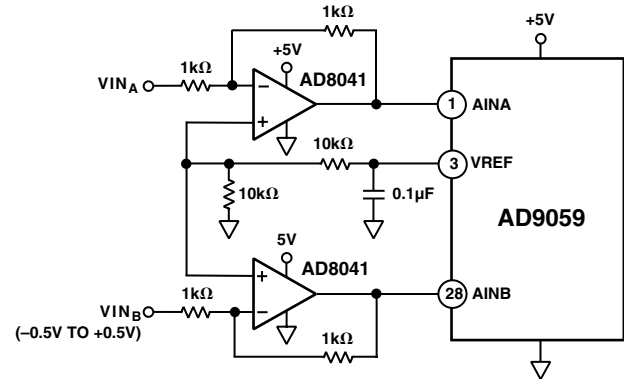 1kΩ
+5V
+5V
1kΩ
AD8041
VINA
−
+
1
AINA
10kΩ
3
VREF
10kΩ
0.1µF
AD9059
5V
AD8041
+
−
1kΩ
28
AINB
VINB
(–0.5V TO +0.5V)
1kΩ